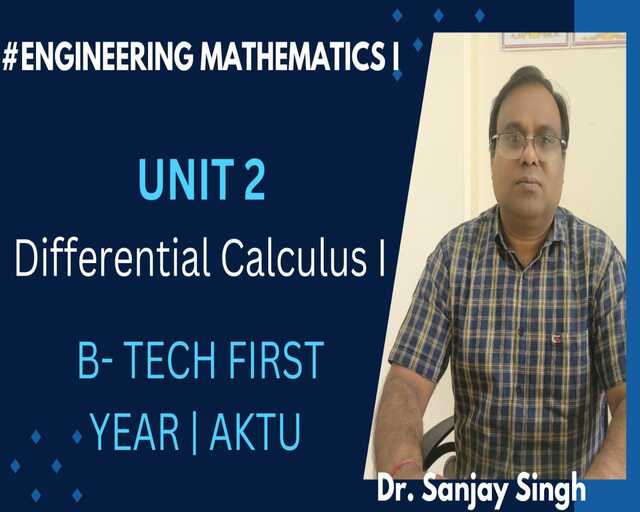 #ENGINEERING MATHEMATICS I
UNIT 2
Differential Calculus I
B- TECH FIRST
YEAR | AKTU
Dr. Sanjay Singh